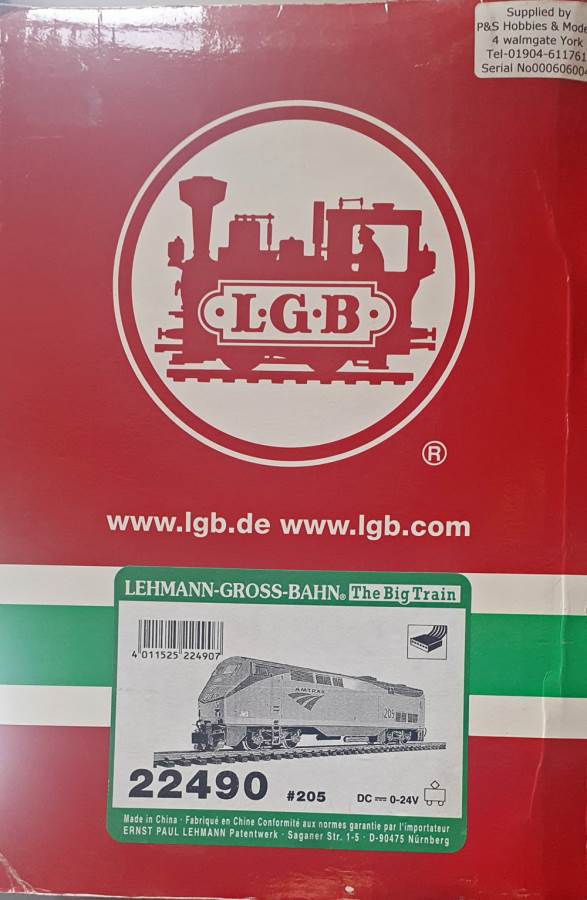 Supplied by
P&S Hobbies & Mode
4 walmgate York
Tel-01904-611761
Serial No000606004
L·G·B
®
www.lgb.de www.lgb.com
LEHMANN-GROSS-BAHN® The Big Train
4 011525 224907
AMTRAK
205
22490 #205 DC 0-24V
Made in China · Fabriqué en Chine Conformité aux normes garantie par l'importateur
ERNST PAUL LEHMANN Patentwerk · Saganer Str. 1-5 · D-90475 Nürnberg